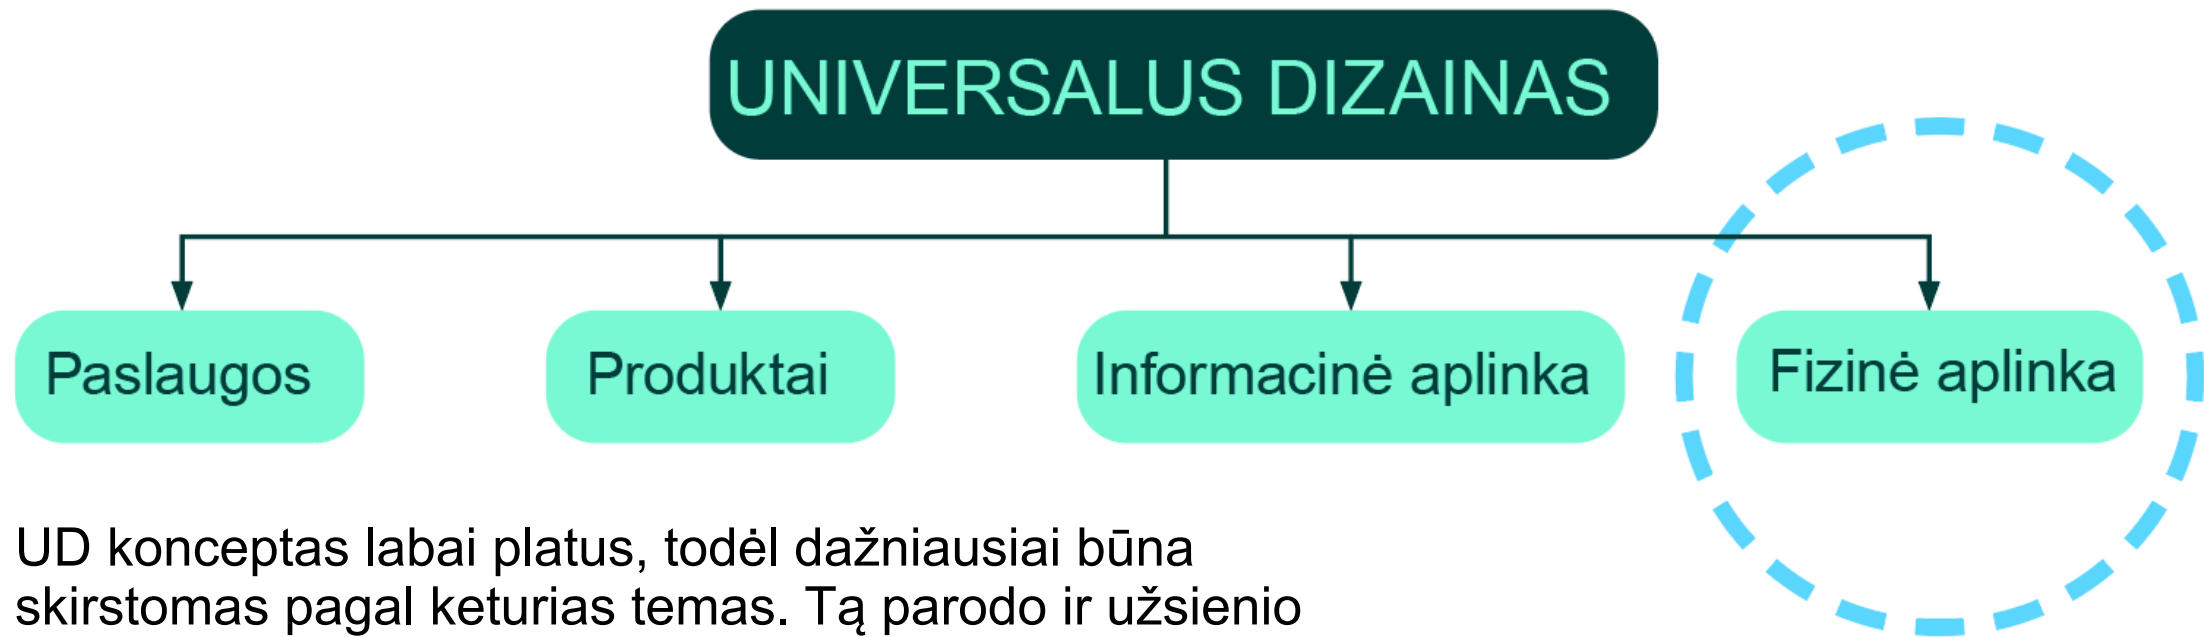 UNIVERSALUS DIZAINAS
Paslaugos
Produktai
Informacinė aplinka
Fizinė aplinka
UD konceptas labai platus, todėl dažniausiai būna
skirstomas pagal keturias temas. Tą parodo ir užsienio